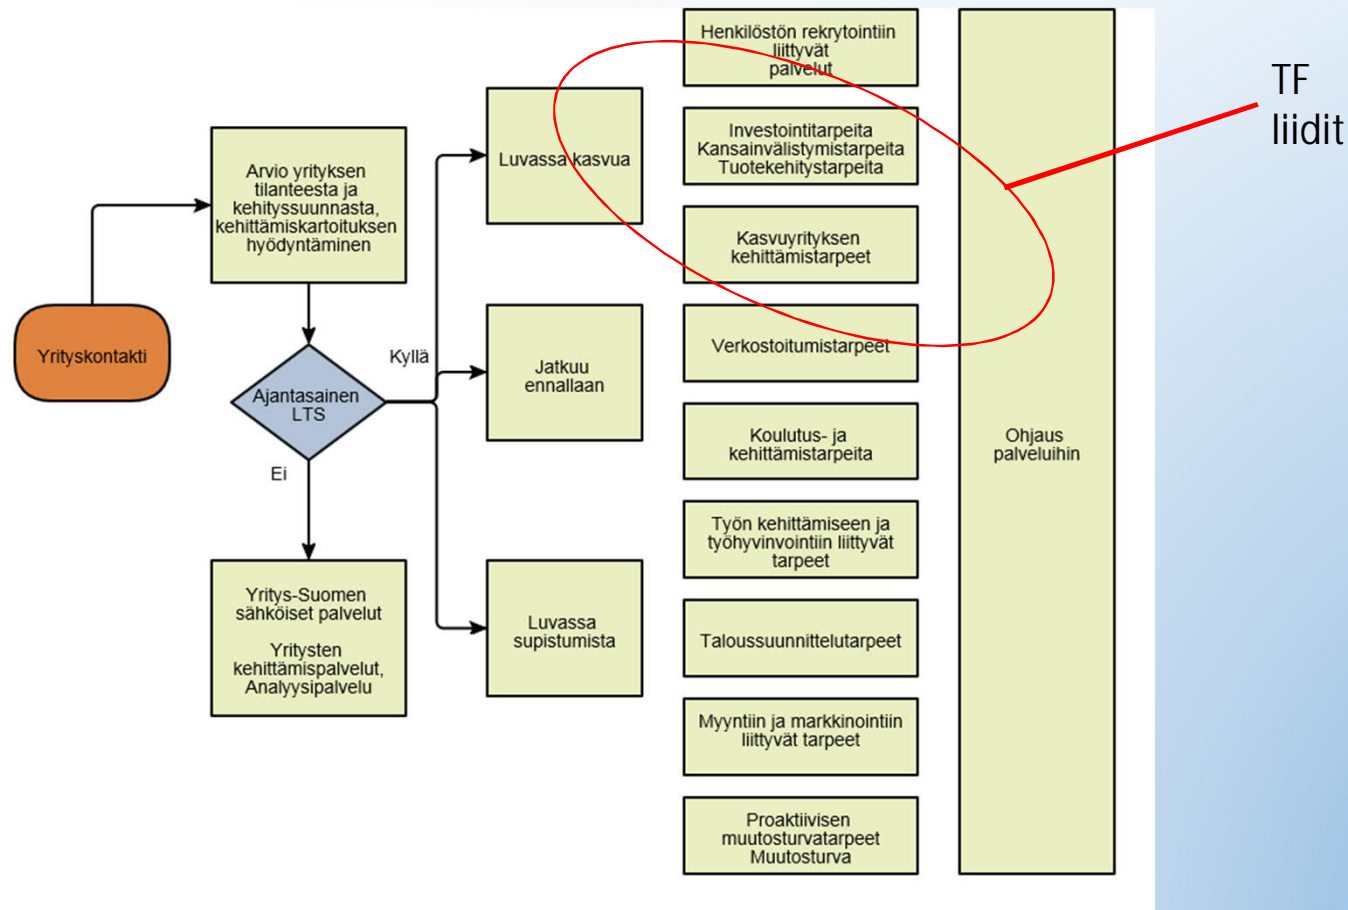 Yrityskontakti
Arvio yrityksen
tilanteesta ja
kehityssuunnasta,
kehittämiskartoituksen
hyödyntäminen
Ajantasainen
LTS
Kyllä
Ei
Yritys-Suomen
sähköiset palvelut
Yritysten
kehittämispalvelut,
Analyysipalvelu
Luvassa kasvua
Jatkuu
ennallaan
Luvassa
supistumista
Henkilöstön rekrytointiin
liittyvät
palvelut
Investointitarpeita
Kansainvälistymistarpeita
Tuotekehitystarpeita
Kasvuyrityksen
kehittämistarpeet
Verkostoitumistarpeet
Koulutus- ja
kehittämistarpeita
Työn kehittämiseen ja
työhyvinvointiin liittyvät
tarpeet
Taloussuunnittelutarpeet
Myyntiin ja markkinointiin
liittyvät tarpeet
Proaktiivisen
muutosturvatarpeet
Muutosturva
Ohjaus
palveluihin
TF
liidit